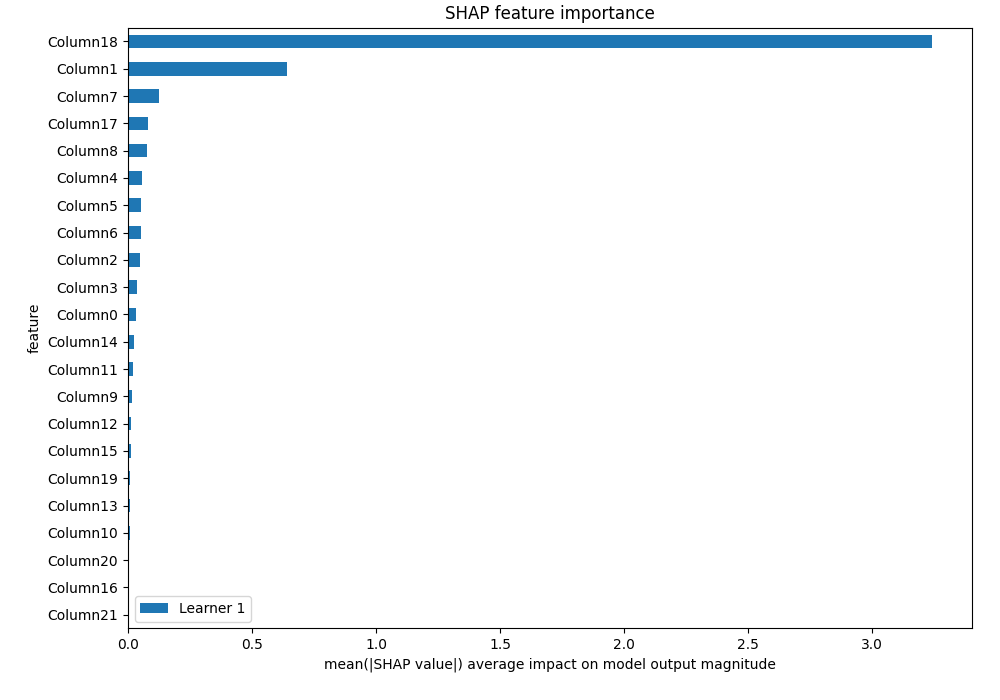 SHAP feature importance
Column18
Column1
Column7
Column17
Column8
Column4
Column5
Column6
Column2
Column3
Column0
Column14
Column11
Column9
Column12
Column15
Column19
Column13
Column10
Column20
Column16
Column21
feature
Learner 1
0.0 0.5 1.0 1.5 2.0 2.5 3.0
mean(|SHAP value|) average impact on model output magnitude